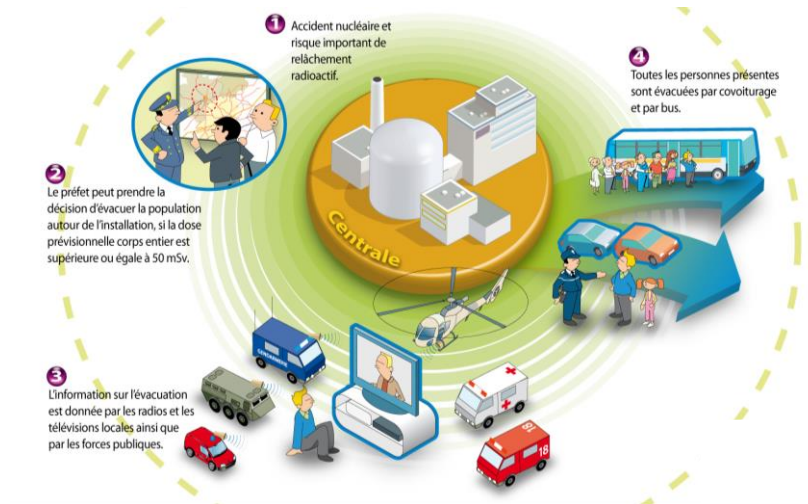 1 Accident nucléaire et
risque important de
relâchement
radioactif.
2
Le préfet peut prendre la
décision d'évacuer la population
autour de l'installation, si la dose
prévisionnelle corps entier est
supérieure ou égale à 50 mSv.
3
L'information sur l'évacuation
est donnée par les radios et les
télévisions locales ainsi que
par les forces publiques.
4
Toutes les personnes présentes
sont évacuées par covoiturage
et par bus.
Centrale
GENDARMERIE
18
18